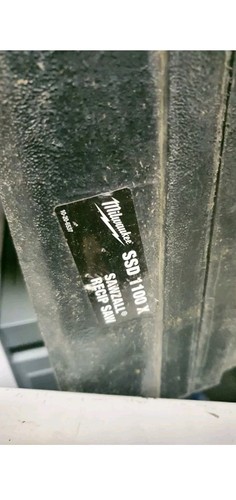 Milwaukee
SSD 1100 X
SAWZALL®
RECIP SAW